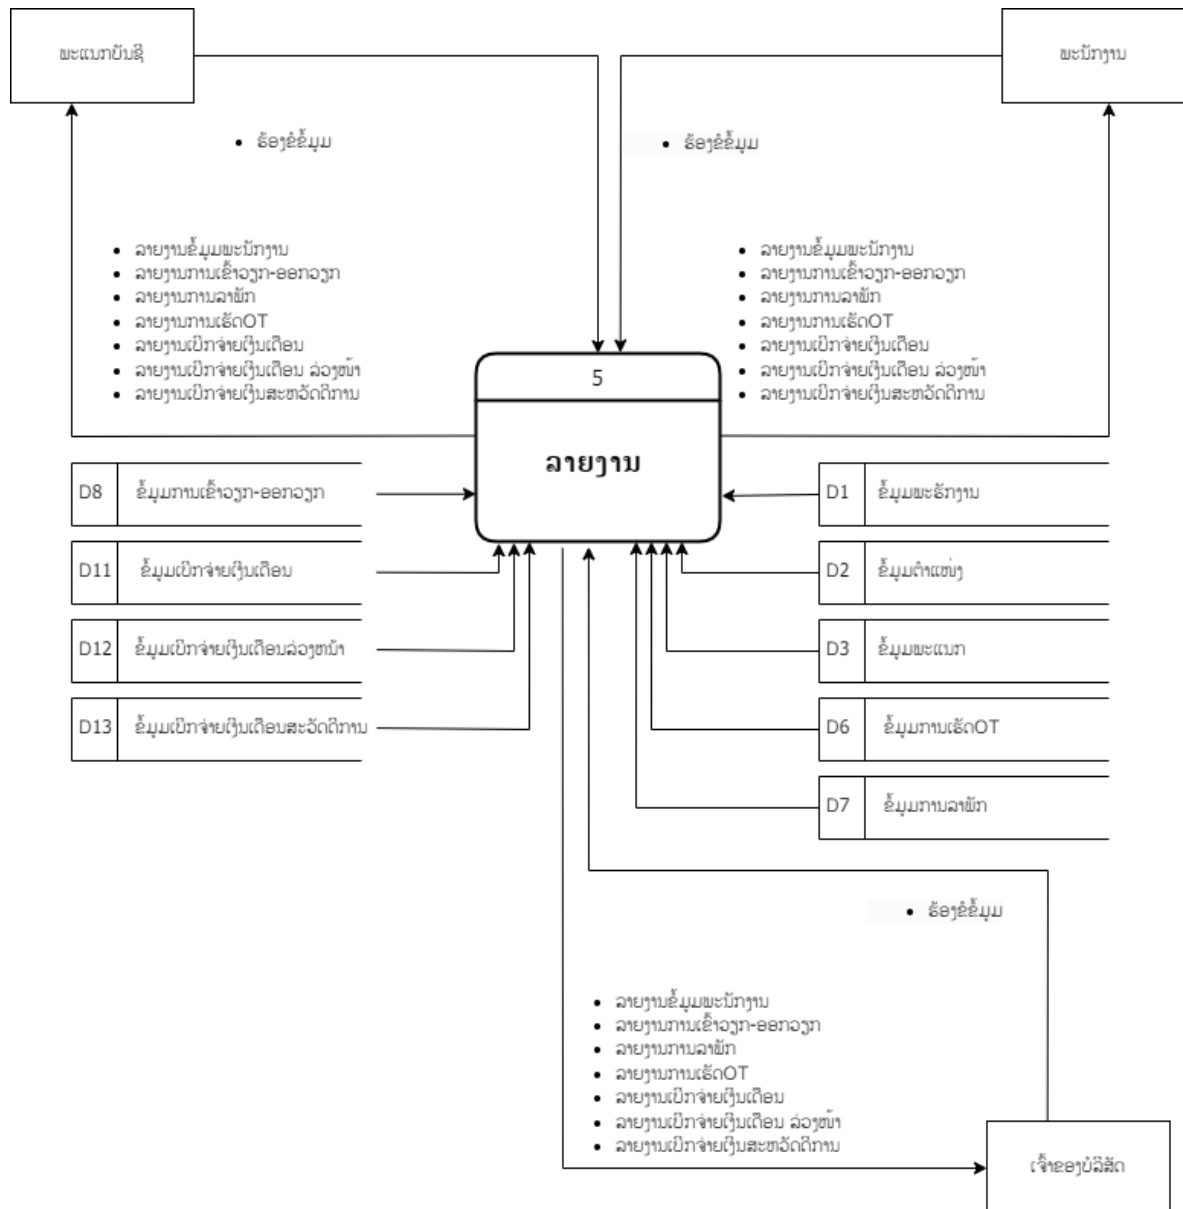 ພະແນກບັນຊີ
ພະນັກງານ
ຮ້ອງຂໍຂໍ້ມູນ
ຮ້ອງຂໍຂໍ້ມູນ
ລາຍງານຂໍ້ມູນພະນັກງານ
ລາຍງານການເຂົ້າວຽກ-ອອກວຽກ
ລາຍງານການລາພັກ
ລາຍງານການເຮັດOT
ລາຍງານເບີກຈ່າຍເງິນເດືອນ
ລາຍງານເບີກຈ່າຍເງິນເດືອນ ລ່ວງໜ້າ
ລາຍງານເບີກຈ່າຍເງິນສະຫວັດດີການ
ລາຍງານຂໍ້ມູນພະນັກງານ
ລາຍງານການເຂົ້າວຽກ-ອອກວຽກ
ລາຍງານການລາພັກ
ລາຍງານການເຮັດOT
ລາຍງານເບີກຈ່າຍເງິນເດືອນ
ລາຍງານເບີກຈ່າຍເງິນເດືອນ ລ່ວງໜ້າ
ລາຍງານເບີກຈ່າຍເງິນສະຫວັດດີການ
5
ລາຍງານ
D8 ຂໍ້ມູນການເຂົ້າວຽກ-ອອກວຽກ
D11 ຂໍ້ມູນເບີກຈ່າຍເງິນເດືອນ
D12 ຂໍ້ມູນເບີກຈ່າຍເງິນເດືອນລ່ວງຫນ້າ
D13 ຂໍ້ມູນເບີກຈ່າຍເງິນເດືອນສະວັດດີການ
D1 ຂໍ້ມູນພະຮັກງານ
D2 ຂໍ້ມູນຕຳແໜ່ງ
D3 ຂໍ້ມູນພະແນກ
D6 ຂໍ້ມູນການເຮັດOT
D7 ຂໍ້ມູນການລາພັກ
ຮ້ອງຂໍຂໍ້ມູນ
ລາຍງານຂໍ້ມູນພະນັກງານ
ລາຍງານການເຂົ້າວຽກ-ອອກວຽກ
ລາຍງານການລາພັກ
ລາຍງານການເຮັດOT
ລາຍງານເບີກຈ່າຍເງິນເດືອນ
ລາຍງານເບີກຈ່າຍເງິນເດືອນ ລ່ວງໜ້າ
ລາຍງານເບີກຈ່າຍເງິນສະຫວັດດີການ
ເຈົ້າຂອງບໍລິສັດ